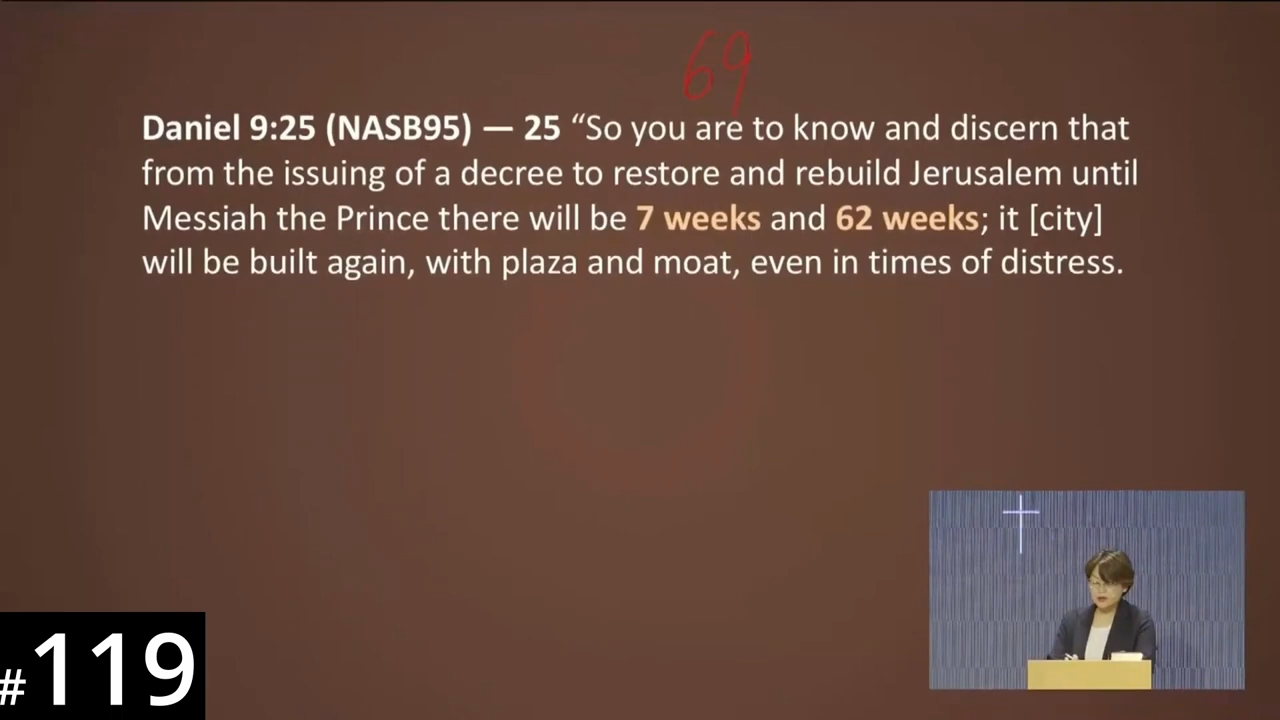 69
Daniel 9:25 (NASB95) — 25 “So you are to know and discern that
from the issuing of a decree to restore and rebuild Jerusalem until
Messiah the Prince there will be 7 weeks and 62 weeks; it [city]
will be built again, with plaza and moat, even in times of distress.
#119